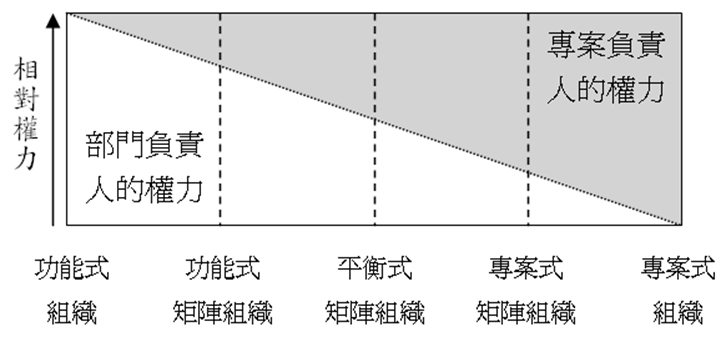 相對權力
專案負責
人的權力
部門負責
人的權力
功能式
組織
功能式
矩陣組織
平衡式
矩陣組織
專案式
矩陣組織
專案式
組織